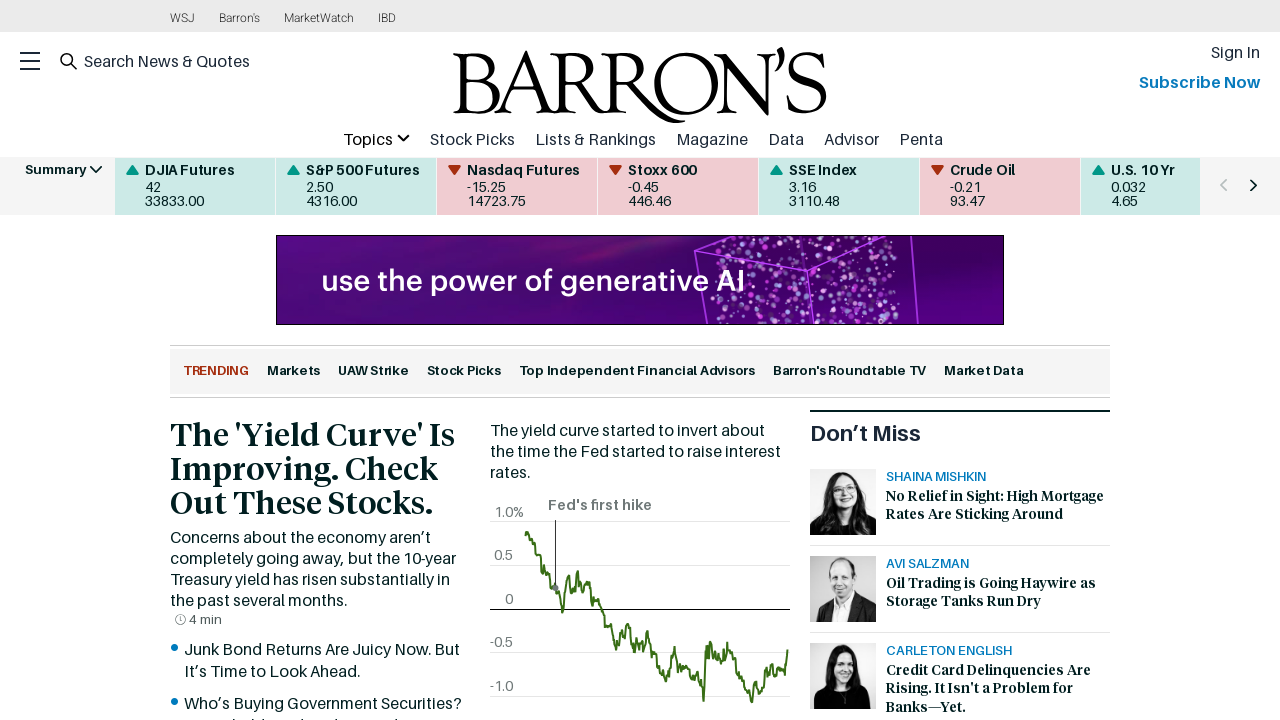 WSJ Barron's MarketWatch IBD
Search News & Quotes
BARRON'S
Sign In
Subscribe Now
Topics Stock Picks Lists & Rankings Magazine Data Advisor Penta
Summary
DJIA Futures
42
33833.00
S&P 500 Futures
2.50
4316.00
Nasdaq Futures
-15.25
14723.75
Stoxx 600
-0.45
446.46
SSE Index
3.16
3110.48
Crude Oil
-0.21
93.47
U.S. 10 Yr
0.032
4.65
use the power of generative AI
TRENDING Markets UAW Strike Stock Picks Top Independent Financial Advisors Barron's Roundtable TV Market Data
The 'Yield Curve' Is
Improving. Check
Out These Stocks.
Concerns about the economy aren’t
completely going away, but the 10-year
Treasury yield has risen substantially in
the past several months.
4 min
Junk Bond Returns Are Juicy Now. But
It’s Time to Look Ahead.
Who’s Buying Government Securities?
The yield curve started to invert about
the time the Fed started to raise interest
rates.
Fed's first hike
1.0%
0.5
0
-0.5
-1.0
Don’t Miss
SHAINA MISHKIN
No Relief in Sight: High Mortgage
Rates Are Sticking Around
AVI SALZMAN
Oil Trading is Going Haywire as
Storage Tanks Run Dry
CARLETON ENGLISH
Credit Card Delinquencies Are
Rising. It Isn't a Problem for
Banks—Yet.